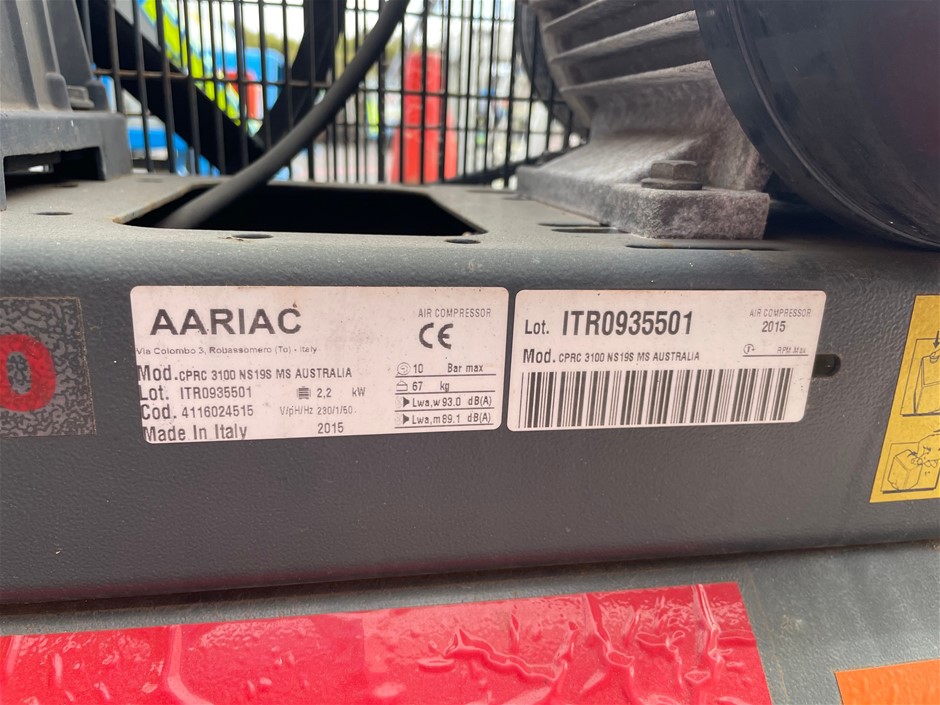 AARIAC
AIR COMPRESSOR
CE
Via Colombo 3, Robassomero (To) - Italy
Mod. CPRC 3100 NS19S MS AUSTRALIA
Lot. ITR0935501
2,2 kW
Cod. 4116024515
V/pH/Hz 230/1/50
Made In Italy
2015
10 Bar max
67 kg
Lwa,w 93.0 dB(A)
Lwa,m 89.1 dB(A)
Lot. ITR0935501
AIR COMPRESSOR
2015
Mod. CPRC 3100 NS19S MS AUSTRALIA
RPM Max
0